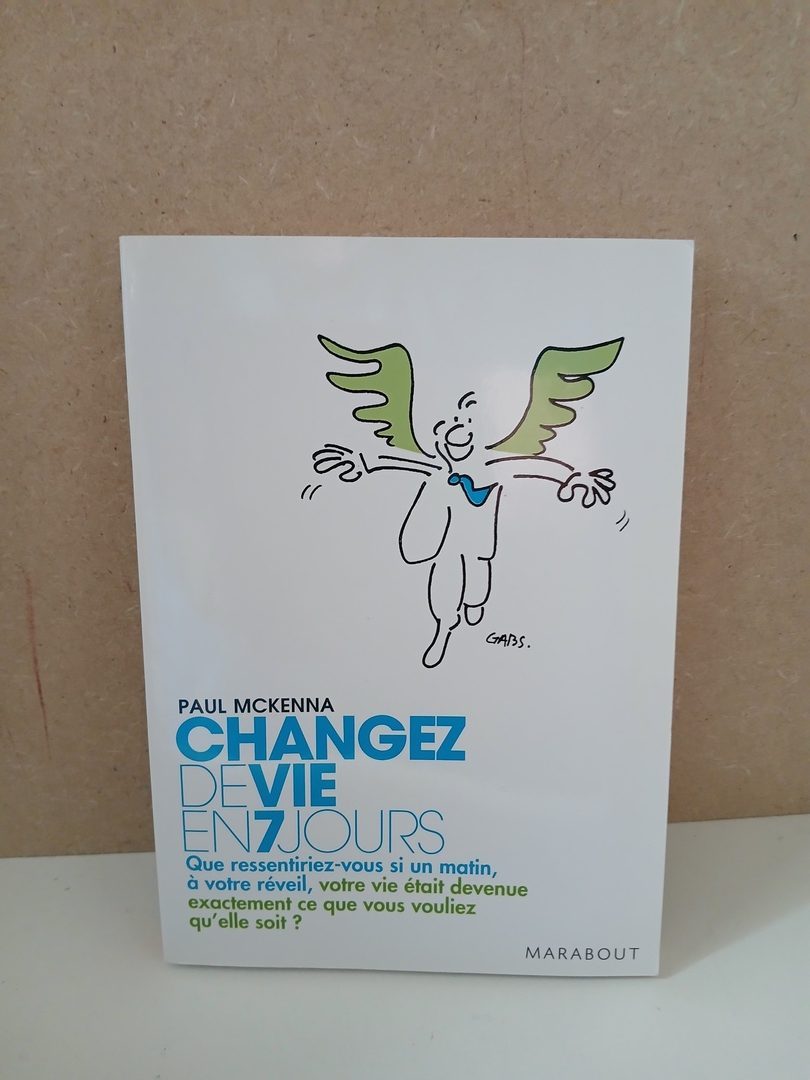 GABS.
PAUL MCKENNA
CHANGEZ
DE VIE
EN 7 JOURS
Que ressentiriez-vous si un matin,
à votre réveil, votre vie était devenue
exactement ce que vous vouliez
qu'elle soit ?
MARABOUT